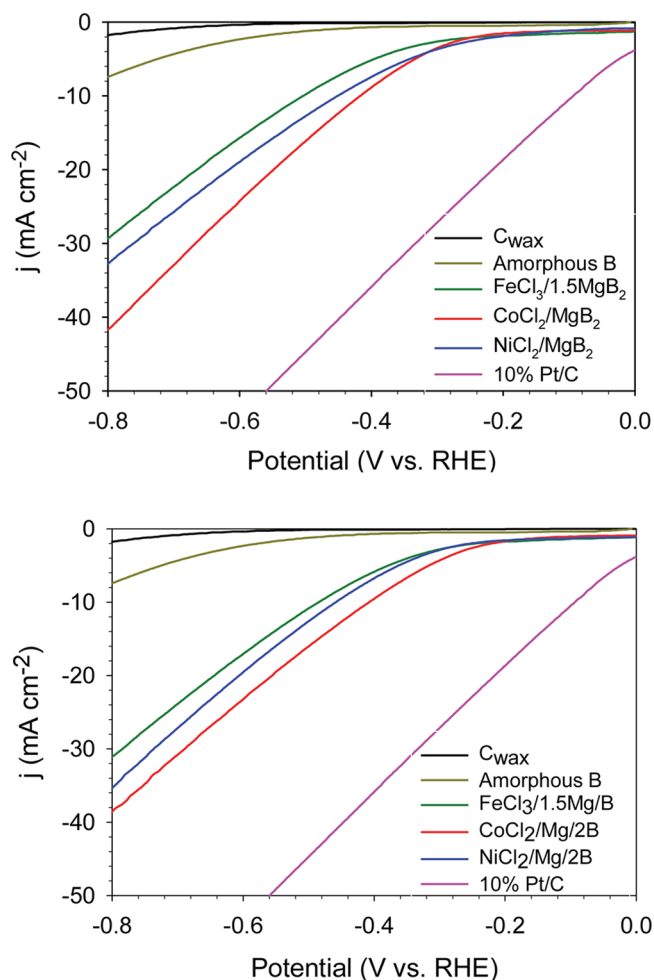 0
-10
-20
-30
-40
-50
j (mA cm⁻²)
C_wax
Amorphous B
FeCl₃/1.5MgB₂
CoCl₂/MgB₂
NiCl₂/MgB₂
10% Pt/C
-0.8 -0.6 -0.4 -0.2 0.0
Potential (V vs. RHE)
0
-10
-20
-30
-40
-50
j (mA cm⁻²)
C_wax
Amorphous B
FeCl3/1.5Mg/B
CoCl2/Mg/2B
NiCl₂/Mg/2B
10% Pt/C
-0.8 -0.6 -0.4 -0.2 0.0
Potential (V vs. RHE)